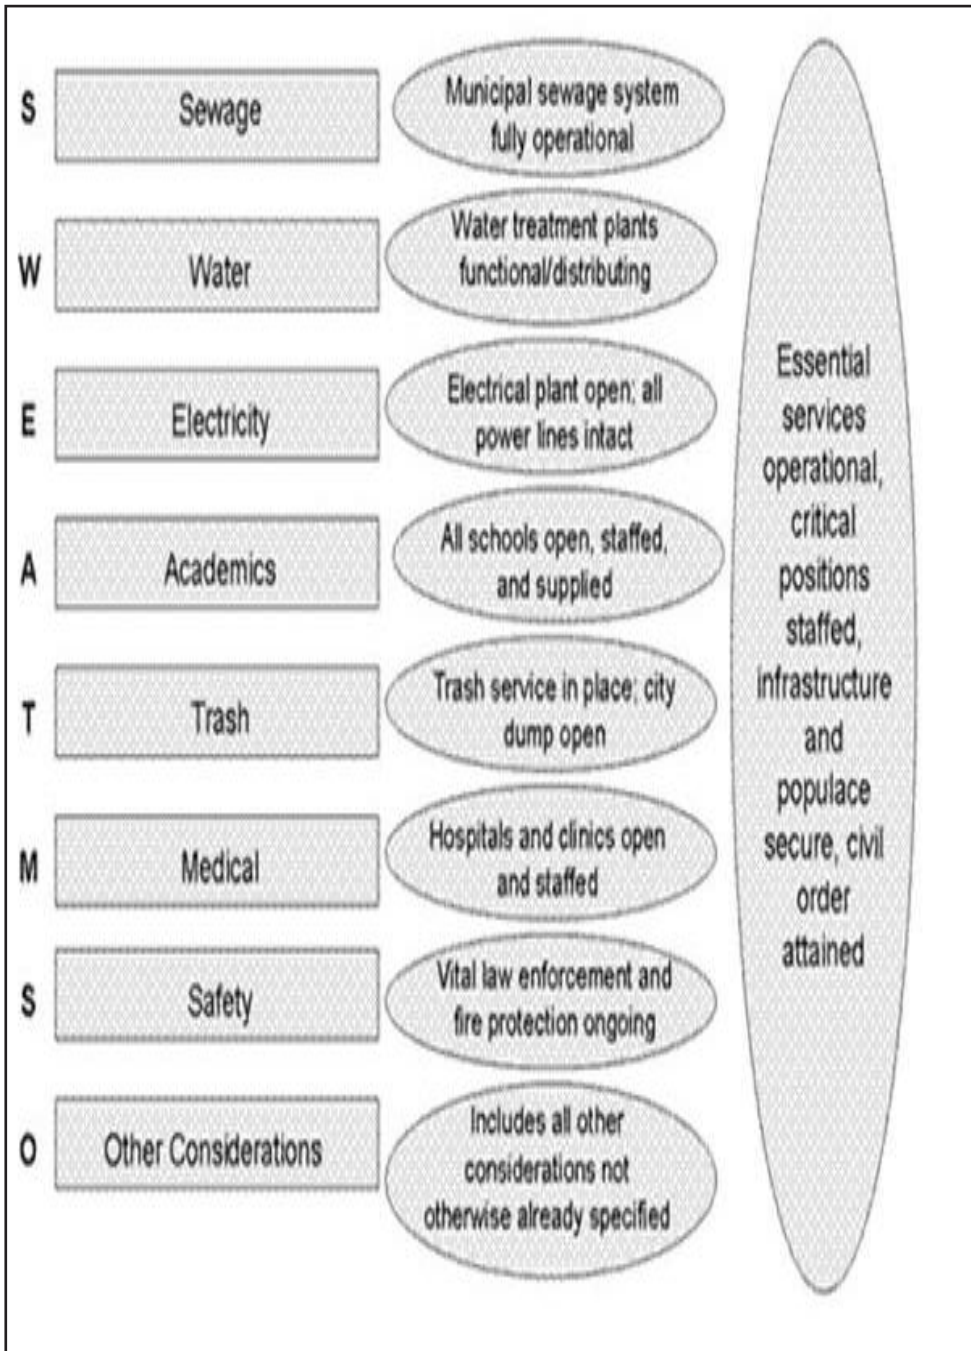 S
Sewage
Municipal sewage system
fully operational
W
Water
Water treatment plants
functional/distributing
E
Electricity
Electrical plant open; all
power lines intact
A
Academics
All schools open, staffed,
and supplied
T
Trash
Trash service in place; city
dump open
M
Medical
Hospitals and clinics open
and staffed
S
Safety
Vital law enforcement and
fire protection ongoing
O
Other Considerations
Includes all other
considerations not
otherwise already specified
Essential
services
operational,
critical
positions
staffed,
infrastructure
and
populace
secure, civil
order
attained